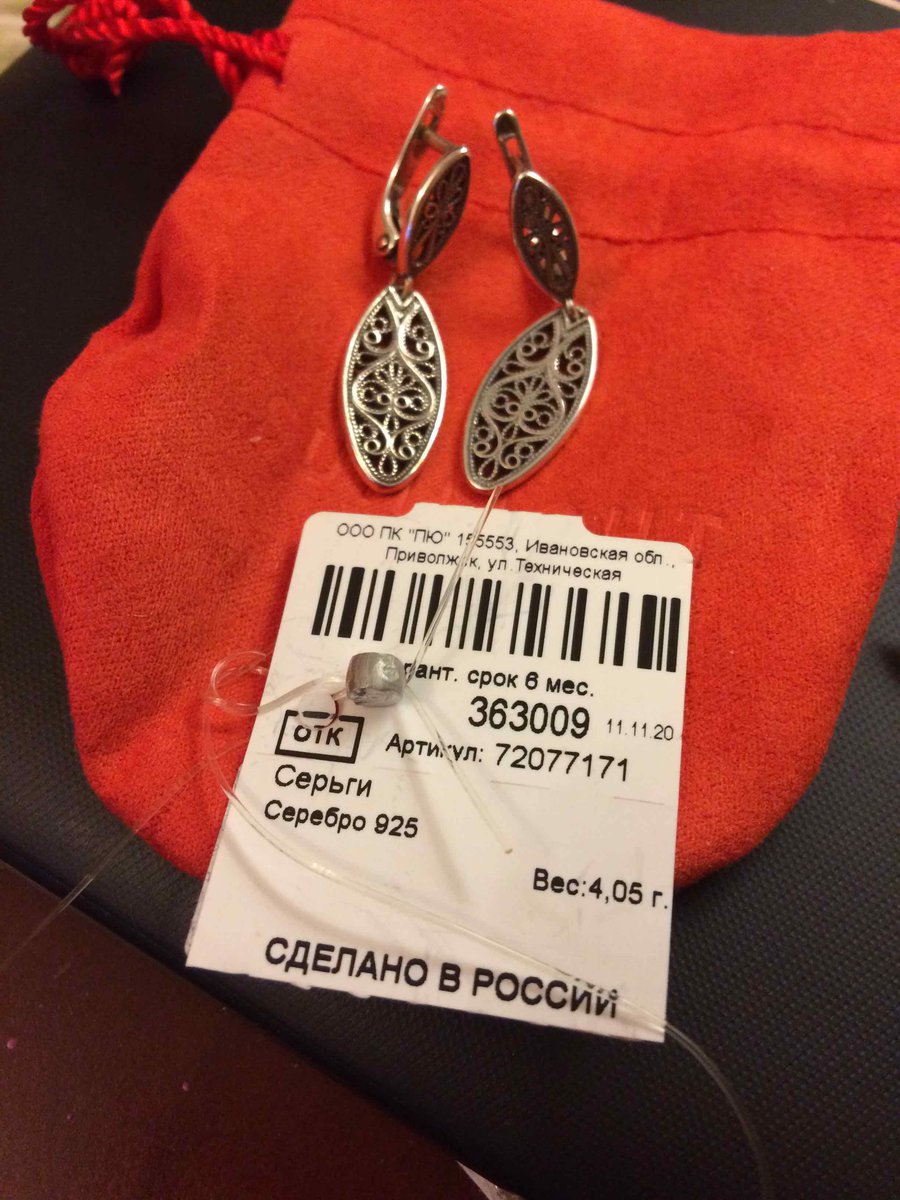 ООО ПК "ПЮ" 155553, Ивановская обл.,
Приволжск, ул.Техническая
гант. срок 6 мес.
363009 11.11.20
ОТК
Артикул: 72077171
Серьги
Серебро 925
Вес:4,05 г.
СДЕЛАНО В РОССИИ